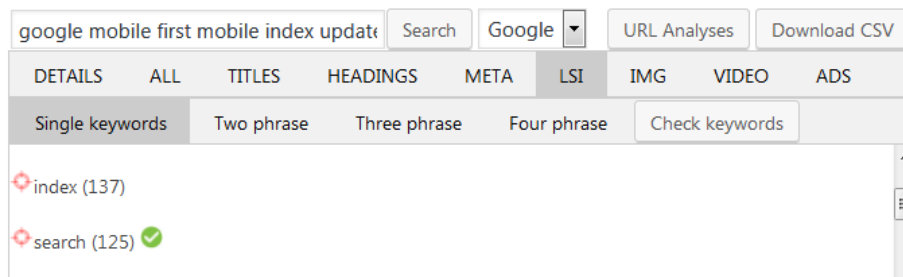 google mobile first mobile index update Search Google URL Analyses Download CSV
DETAILS ALL TITLES HEADINGS META LSI IMG VIDEO ADS
Single keywords Two phrase Three phrase Four phrase Check keywords
index (137)
search (125)